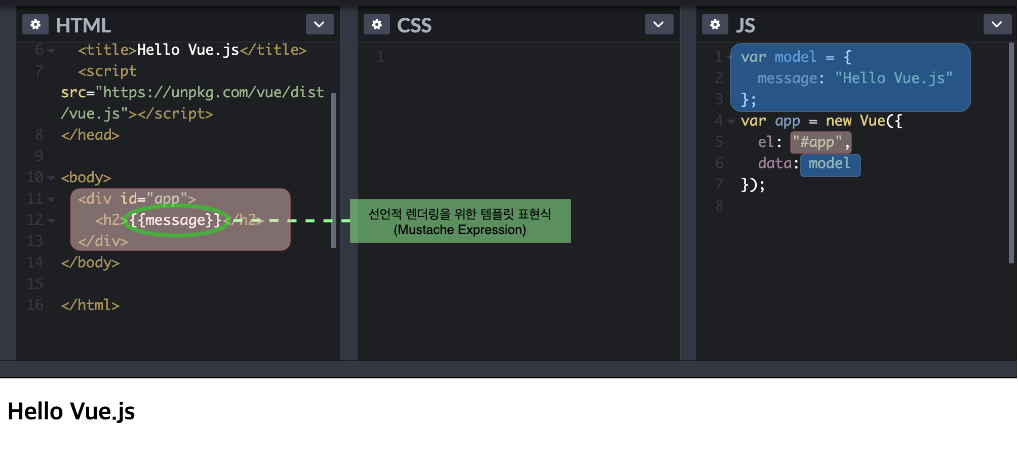 HTML
6 <title>Hello Vue.js</title>
7 <script
src="https://unpkg.com/vue/dist
/vue.js"></script>
8 </head>
9
10 <body>
11 <div id="app">
12 <h2>{{message}}</h2>
13 </div>
14 </body>
15
16 </html>
CSS
1
선언적 렌더링을 위한 템플릿 표현식
(Mustache Expression)
JS
1 var model = {
2 message: "Hello Vue.js"
3 };
4 var app = new Vue({
5 el: "#app",
6 data: model
7 });
8
Hello Vue.js